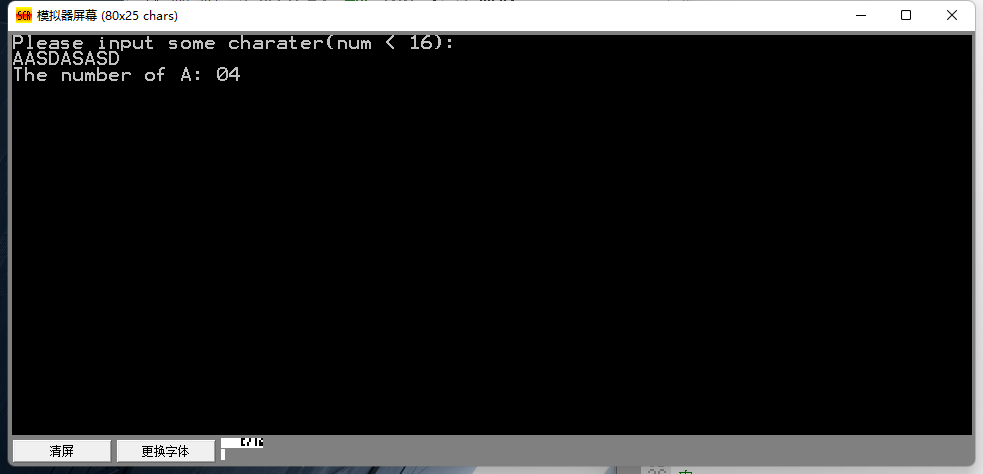 模拟器屏幕 (80x25 chars)
Please input some charater(num < 16):
AASDASASD
The number of A: 04
清屏 更换字体